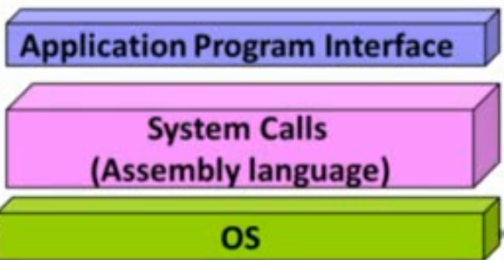 Application Program Interface
System Calls
(Assembly language)
OS